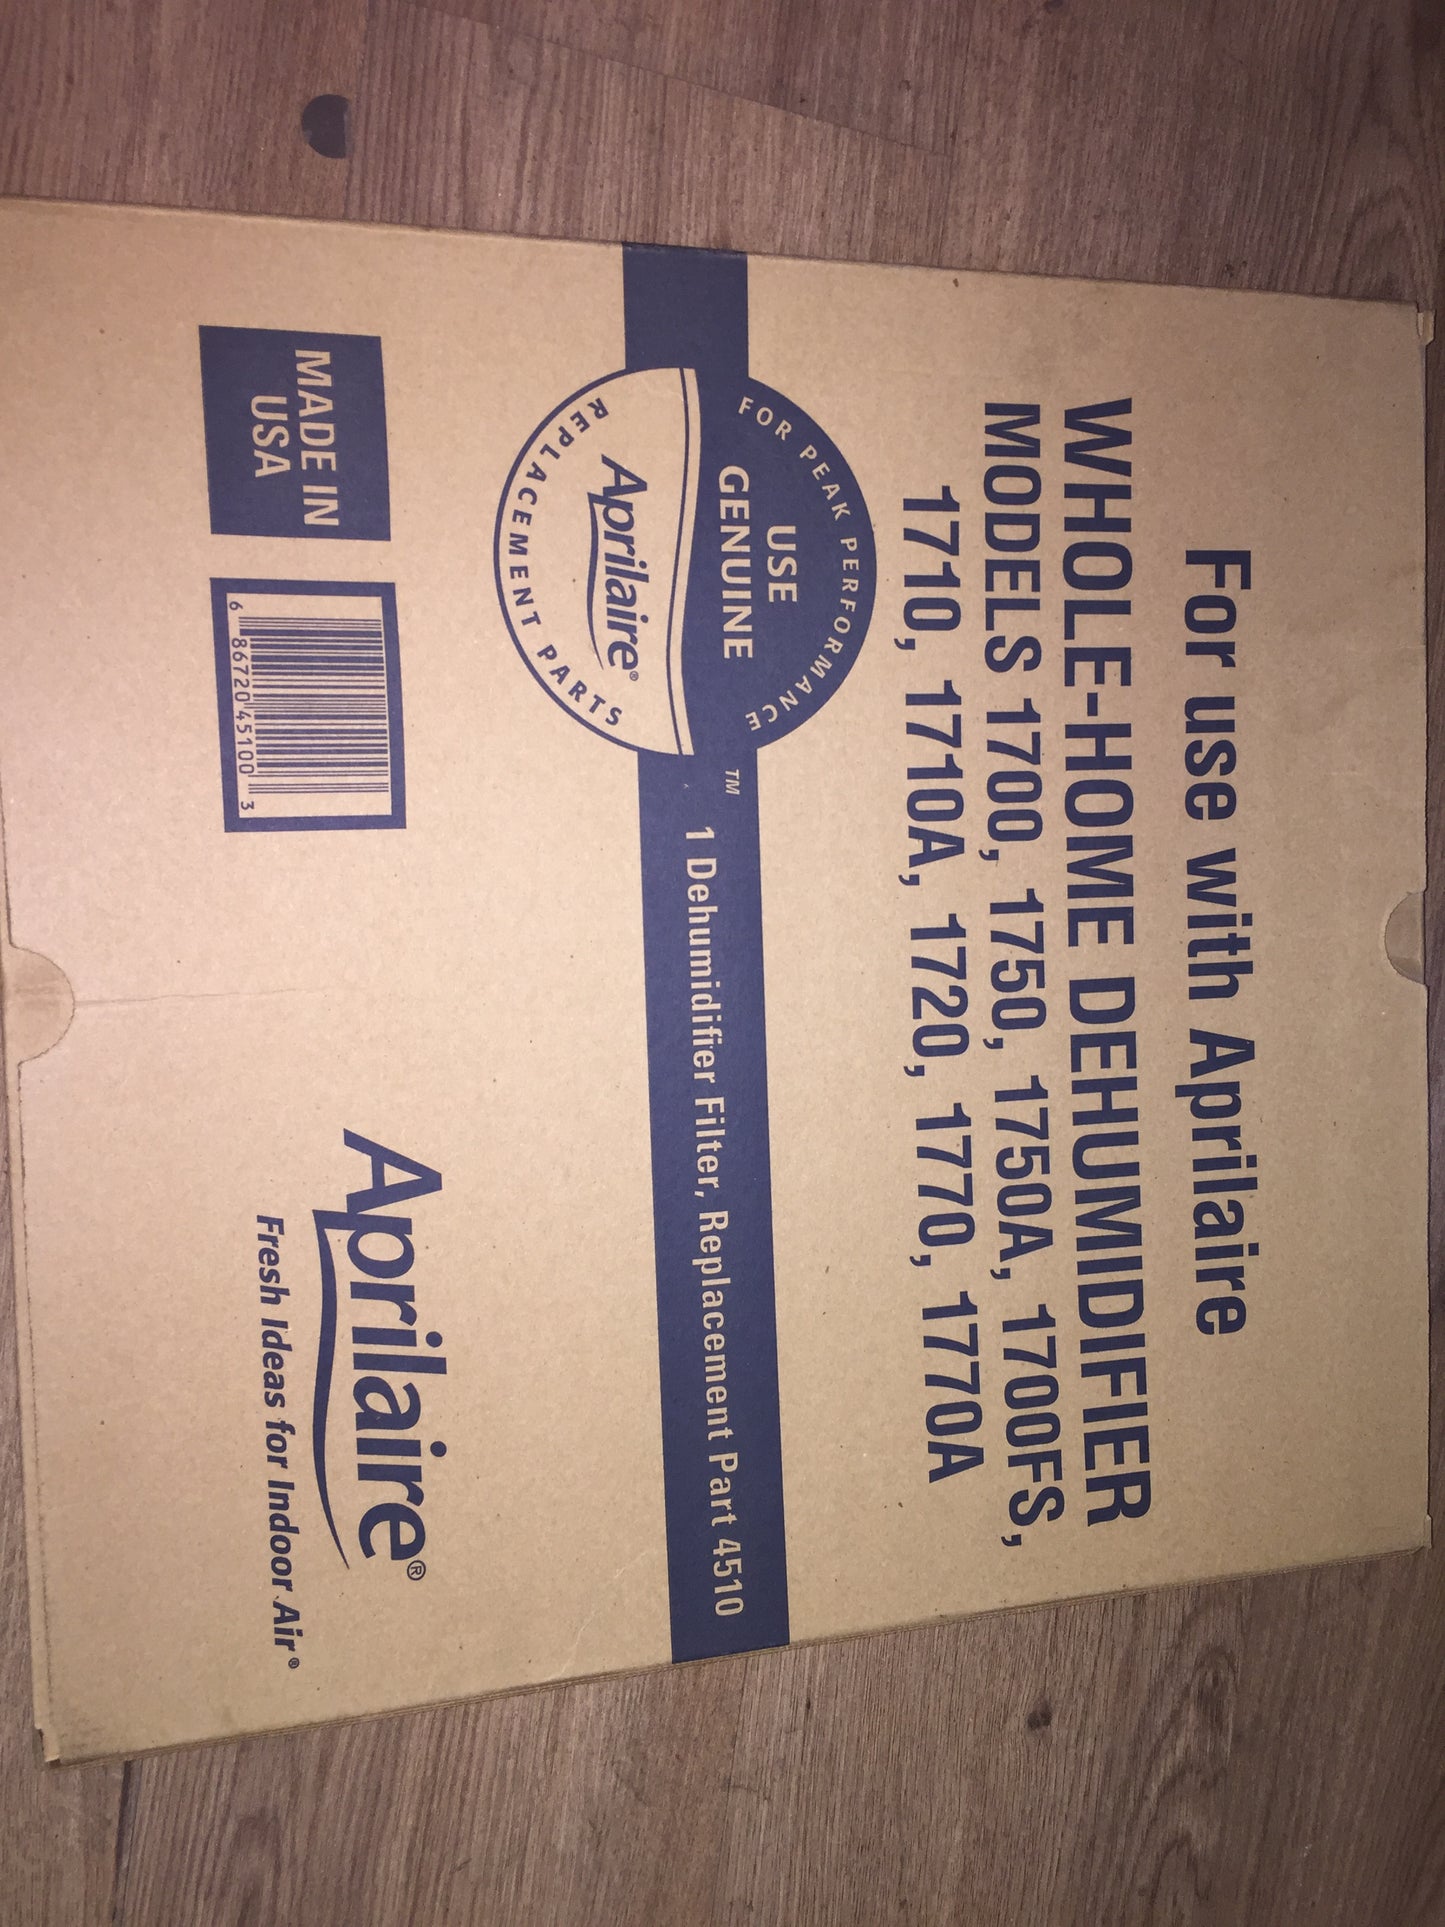 For use with Aprilaire
WHOLE-HOME DEHUMIDIFIER
MODELS 1700, 1750, 1750A, 1700FS,
1710, 1710A, 1720, 1770, 1770A
FOR PEAK PERFORMANCE
USE
GENUINE
Aprilaire®
REPLACEMENT PARTS
™
1 Dehumidifier Filter, Replacement Part 4510
MADE IN
USA
6 86720 45100 3
Aprilaire®
Fresh Ideas for Indoor Air®